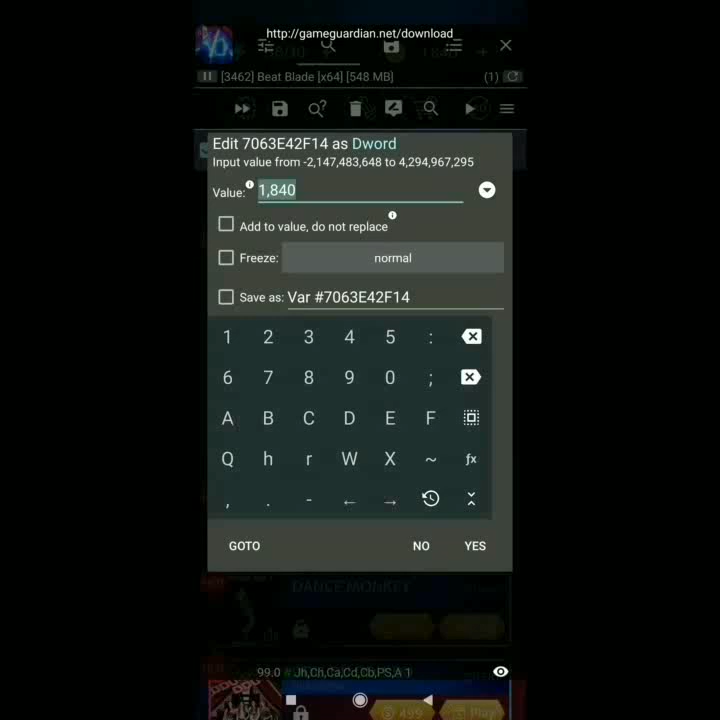 http://gameguardian.net/download
[3462] Beat Blade [x64] [548 MB] (1)
Edit 7063E42F14 as Dword
Input value from -2,147,483,648 to 4,294,967,295
Value: 1,840
Add to value, do not replace
Freeze: normal
Save as: Var #7063E42F14
1 2 3 4 5 :
6 7 8 9 0 ;
A B C D E F
Q h r W X ~ fx
, . - ← →
GOTO NO YES
DANCE MONKEY
99.0 # Jh,Ch,Ca,Cd,Cb,PS,A 1
499 Play